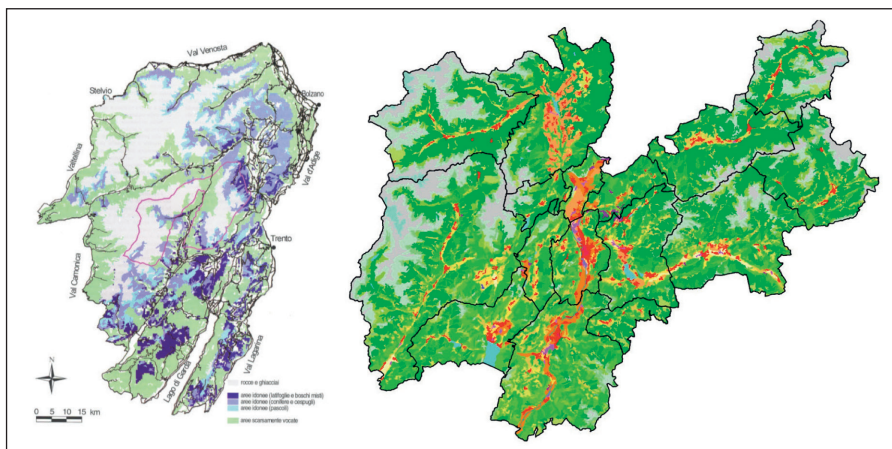 Val Venosta
Stelvio
Bolzano
Valtellina
Val d'Adige
Trento
Val Camonica
Val Lagarina
Lago di Garda
N
rocce e ghiacciai
aree idonee (latifoglie e boschi misti)
aree idonee (conifere e cespugli)
aree idonee (pascoli)
aree scarsamente vocate
0 5 10 15
km